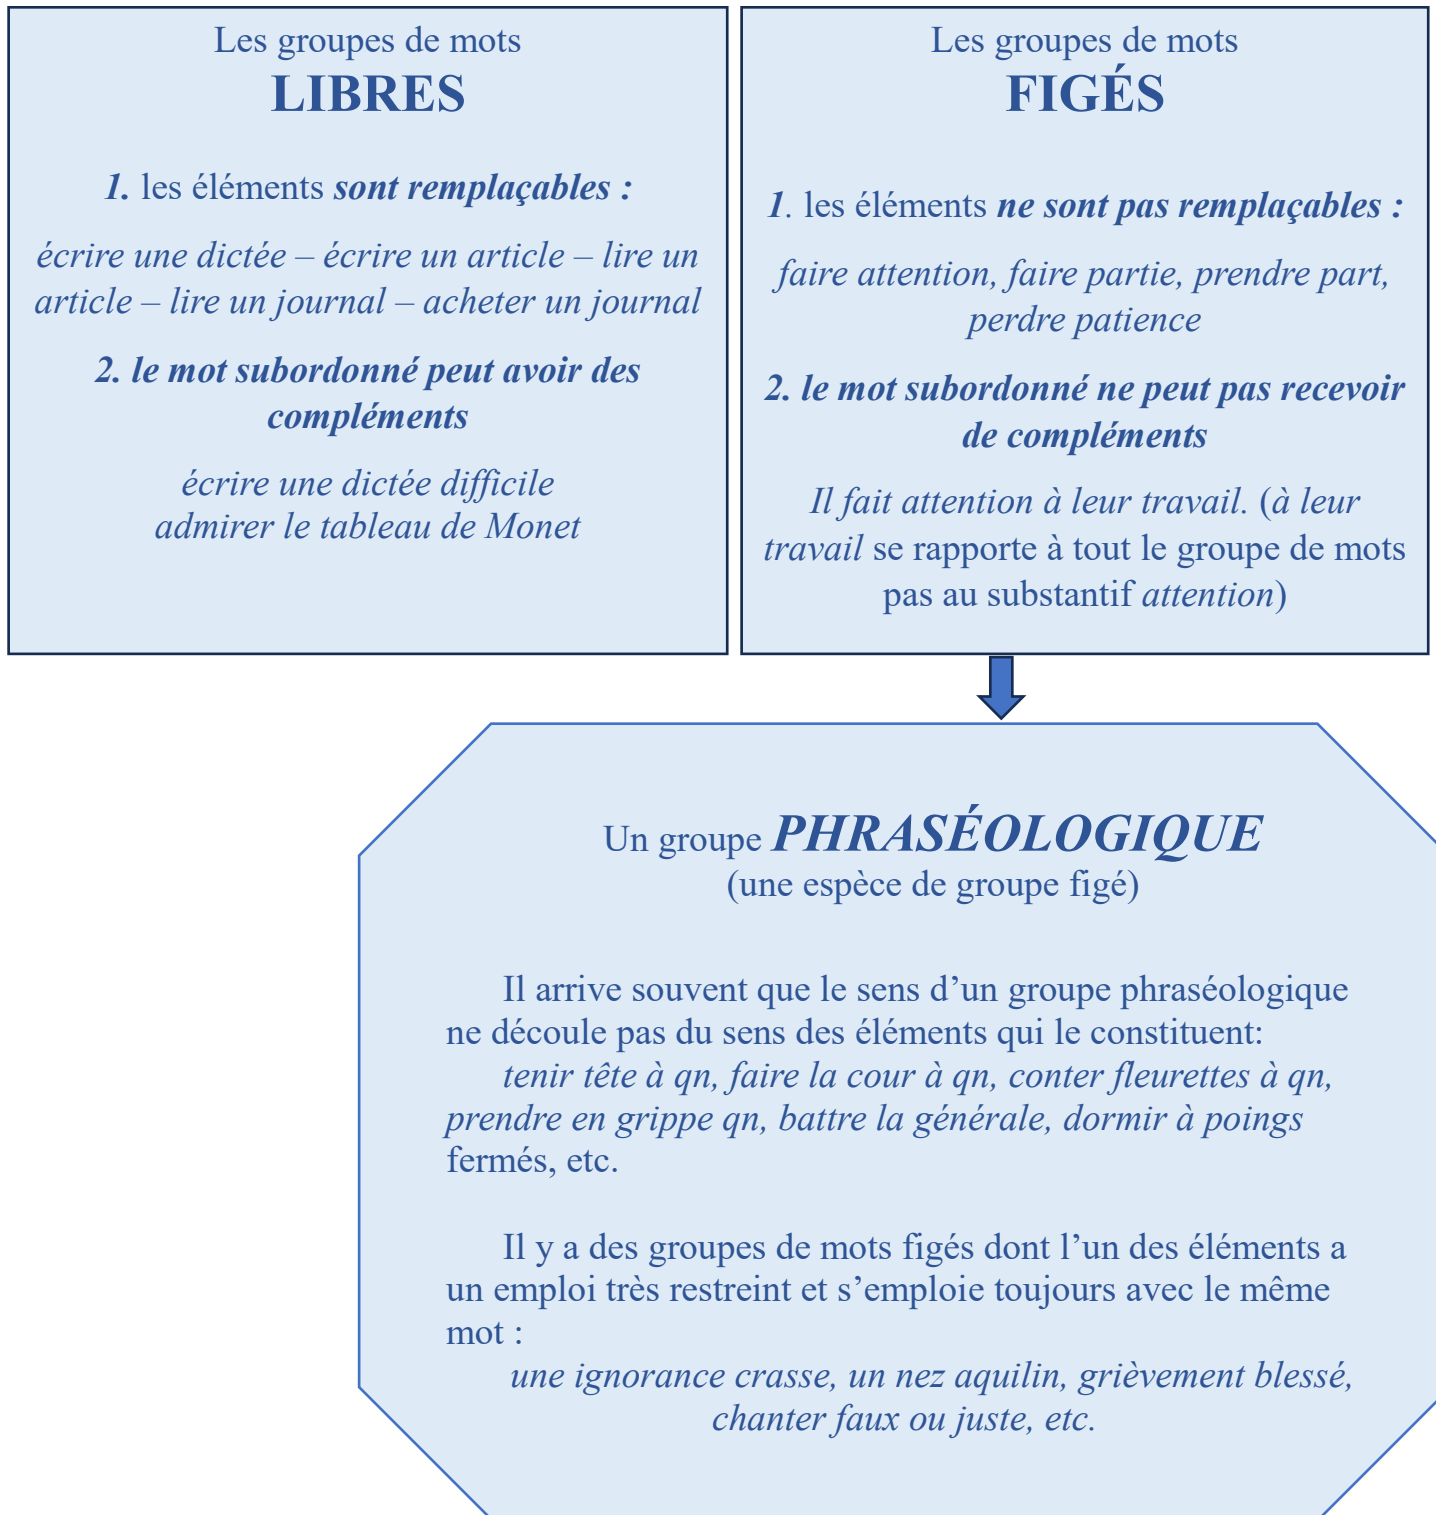 Les groupes de mots
LIBRES
1. les éléments sont remplaçables :
écrire une dictée – écrire un article – lire un
article – lire un journal – acheter un journal
2. le mot subordonné peut avoir des
compléments
écrire une dictée difficile
admirer le tableau de Monet
Les groupes de mots
FIGÉS
1. les éléments ne sont pas remplaçables :
faire attention, faire partie, prendre part,
perdre patience
2. le mot subordonné ne peut pas recevoir
de compléments
Il fait attention à leur travail. (à leur
travail se rapporte à tout le groupe de mots
pas au substantif attention)
Un groupe PHRASÉOLOGIQUE
(une espèce de groupe figé)
Il arrive souvent que le sens d’un groupe phraséologique
ne découle pas du sens des éléments qui le constituent:
tenir tête à qn, faire la cour à qn, conter fleurettes à qn,
prendre en grippe qn, battre la générale, dormir à poings
fermés, etc.
Il y a des groupes de mots figés dont l’un des éléments a
un emploi très restreint et s’emploie toujours avec le même
mot :
une ignorance crasse, un nez aquilin, grièvement blessé,
chanter faux ou juste, etc.